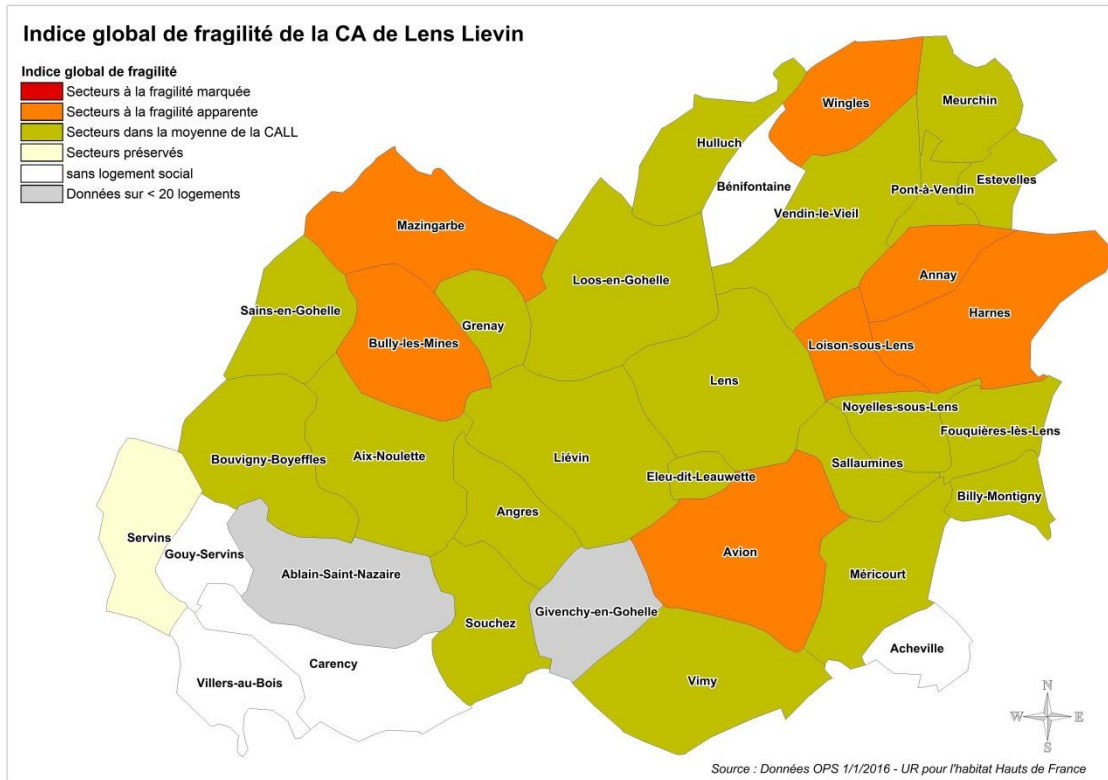 Indice global de fragilité de la CA de Lens Lievin
Indice global de fragilité
Secteurs à la fragilité marquée
Secteurs à la fragilité apparente
Secteurs dans la moyenne de la CALL
Secteurs préservés
sans logement social
Données sur < 20 logements
Wingles
Meurchin
Hulluch
Bénifontaine
Estevelles
Pont-à-Vendin
Vendin-le-Vieil
Mazingarbe
Annay
Loos-en-Gohelle
Sains-en-Gohelle
Harnes
Grenay
Bully-les-Mines
Loison-sous-Lens
Lens
Noyelles-sous-Lens
Fouquières-lès-Lens
Bouvigny-Boyeffles
Aix-Noulette
Liévin
Sallaumines
Eleu-dit-Leauwette
Billy-Montigny
Angres
Servins
Gouy-Servins
Avion
Ablain-Saint-Nazaire
Méricourt
Givenchy-en-Gohelle
Souchez
Acheville
Carency
Villers-au-Bois
Vimy
N
W E
S
Source : Données OPS 1/1/2016 - UR pour l'habitat Hauts de France